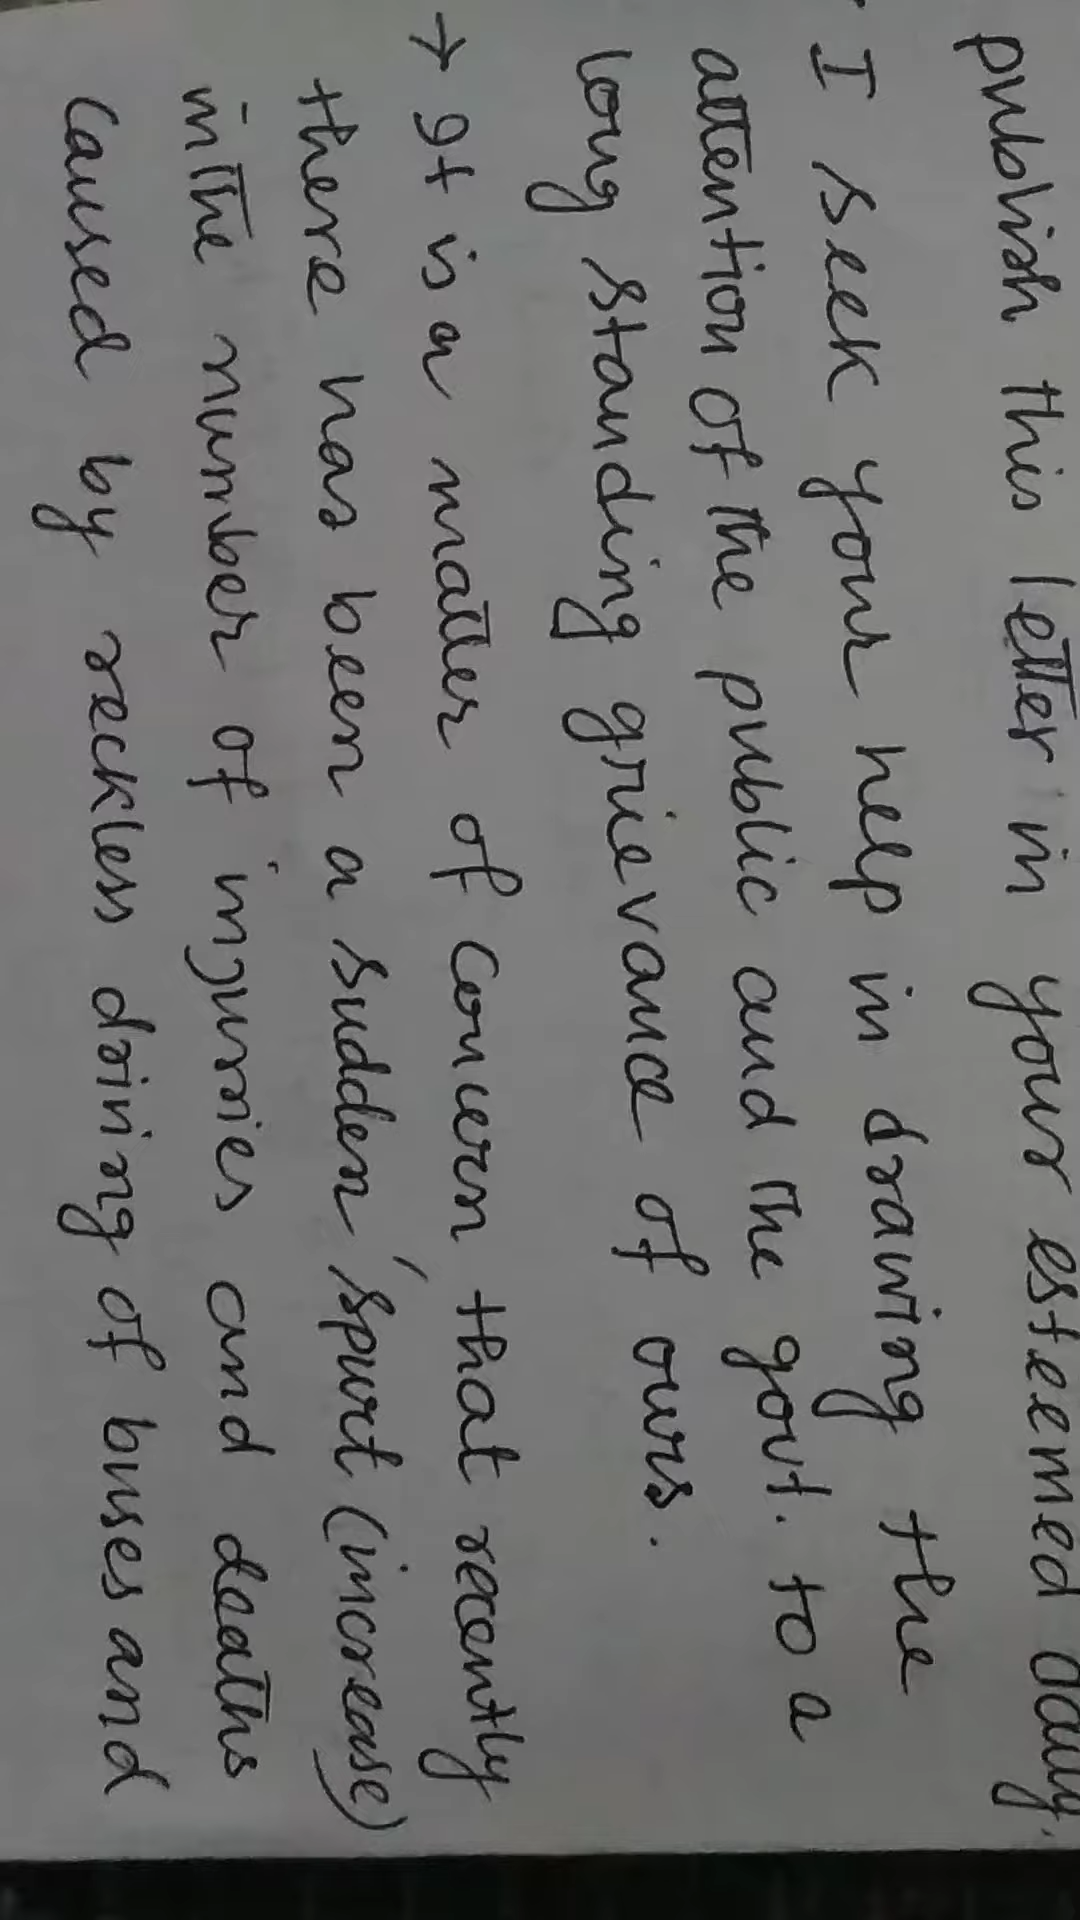 publish this letter in your esteemed daily.
I seek your help in drawing the
attention of the public and the govt. to a
long standing grievance of ours.
→ It is a matter of concern that recently
there has been a sudden 'spurt (increase)
in the number of injuries and deaths
caused by reckless driving of buses and